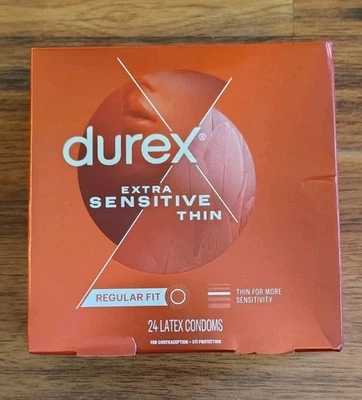 durex®
EXTRA
SENSITIVE
THIN
REGULAR FIT
THIN FOR MORE
SENSITIVITY
24 LATEX CONDOMS
FOR CONTRACEPTION + STI PROTECTION